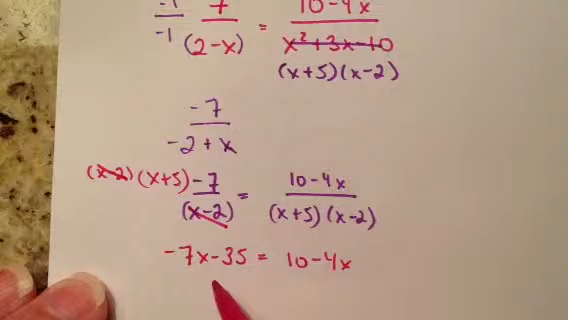 -1/-1 7/(2-x) = 10-4x/x²+3x-10
(x+5)(x-2)
-7/-2+x
(x-2)(x+5) -7/(x-2) = 10-4x/(x+5)(x-2)
-7x-35 = 10-4x